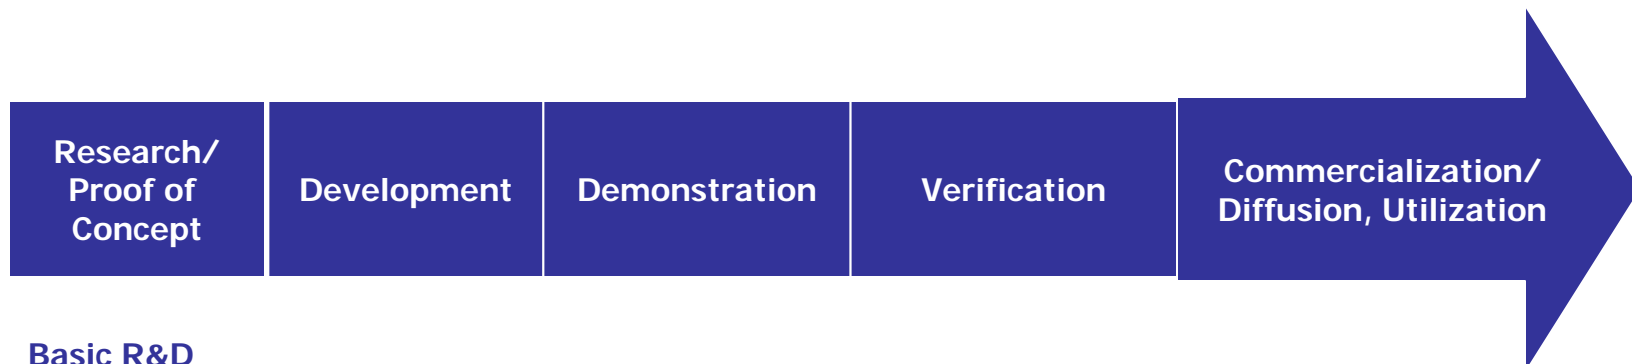 Research/
Proof of
Concept
Development
Demonstration
Verification
Commercialization/
Diffusion, Utilization
Basic R&D